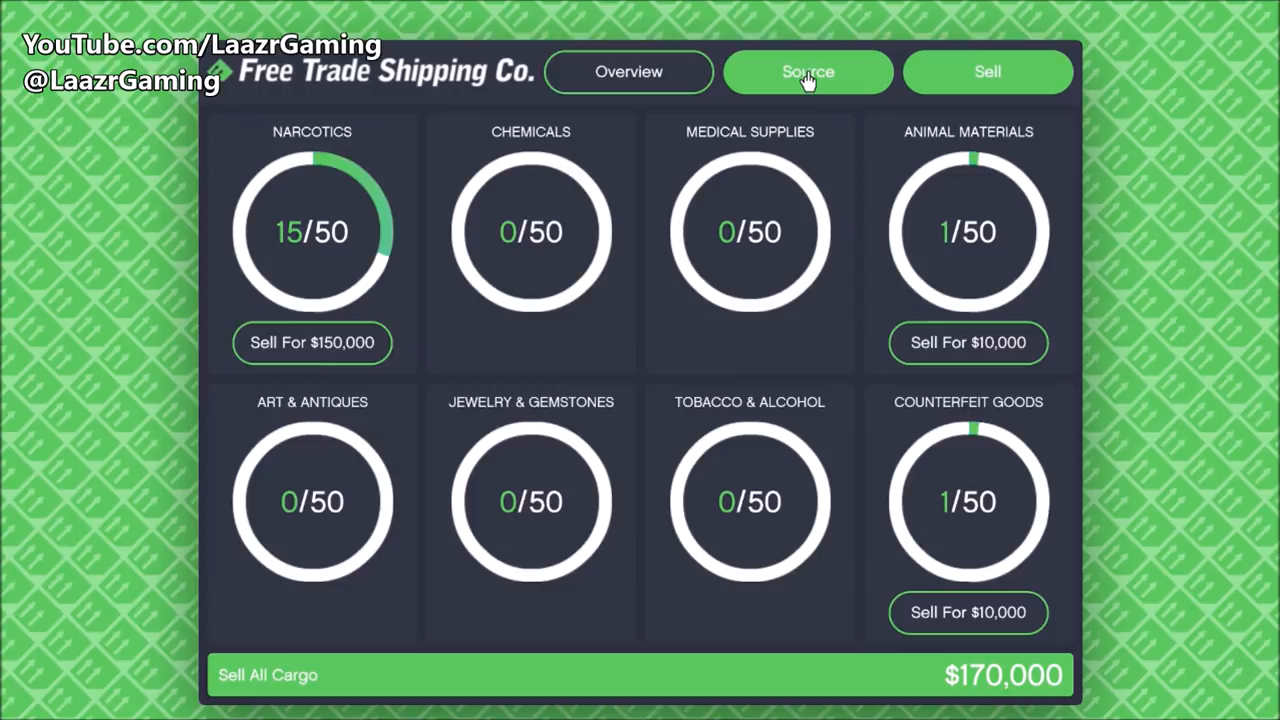 YouTube.com/LaazrGaming
@LaazrGaming
Free Trade Shipping Co.
Overview
Source
Sell
NARCOTICS
CHEMICALS
MEDICAL SUPPLIES
ANIMAL MATERIALS
15/50
0/50
0/50
1/50
Sell For $150,000
Sell For $10,000
ART & ANTIQUES
JEWELRY & GEMSTONES
TOBACCO & ALCOHOL
COUNTERFEIT GOODS
0/50
0/50
0/50
1/50
Sell For $10,000
Sell All Cargo
$170,000